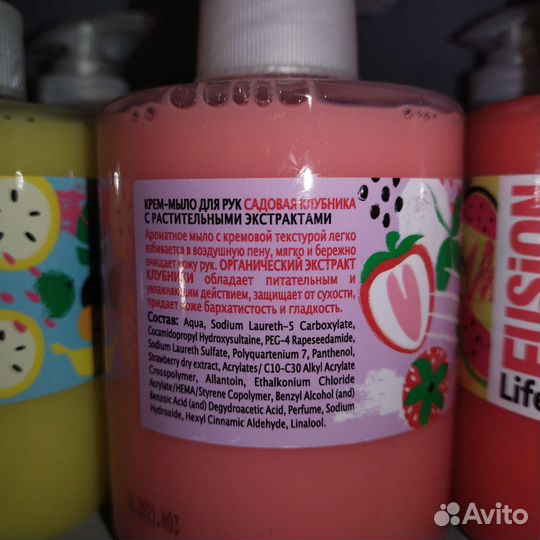 КРЕМ-МЫЛО ДЛЯ РУК САДОВАЯ КЛУБНИКА
С РАСТИТЕЛЬНЫМИ ЭКСТРАКТАМИ
Ароматное мыло с кремовой текстурой легко
взбивается в воздушную пену, мягко и бережно
очищает кожу рук. ОРГАНИЧЕСКИЙ ЭКСТРАКТ
КЛУБНИКИ обладает питательным и
увлажняющим действием, защищает от сухости,
придает коже бархатистость и гладкость.
Состав: Aqua, Sodium Laureth-5 Carboxylate,
Cocamidopropyl Hydroxysultaine, PEG-4 Rapeseedamide,
Sodium Laureth Sulfate, Polyquarternium 7, Panthenol,
Strawberry dry extract, Acrylates/ C10-C30 Alkyl Acrylate
Crosspolymer, Allantoin, Ethalkonium Chloride
Acrylate/HEMA/Styrene Copolymer, Benzyl Alcohol (and)
Benzoic Acid (and) Degydroacetic Acid, Perfume, Sodium
Hydroxide, Hexyl Cinnamic Aldehyde, Linalool.
.2021.N03
FUSiON
Life
Avito